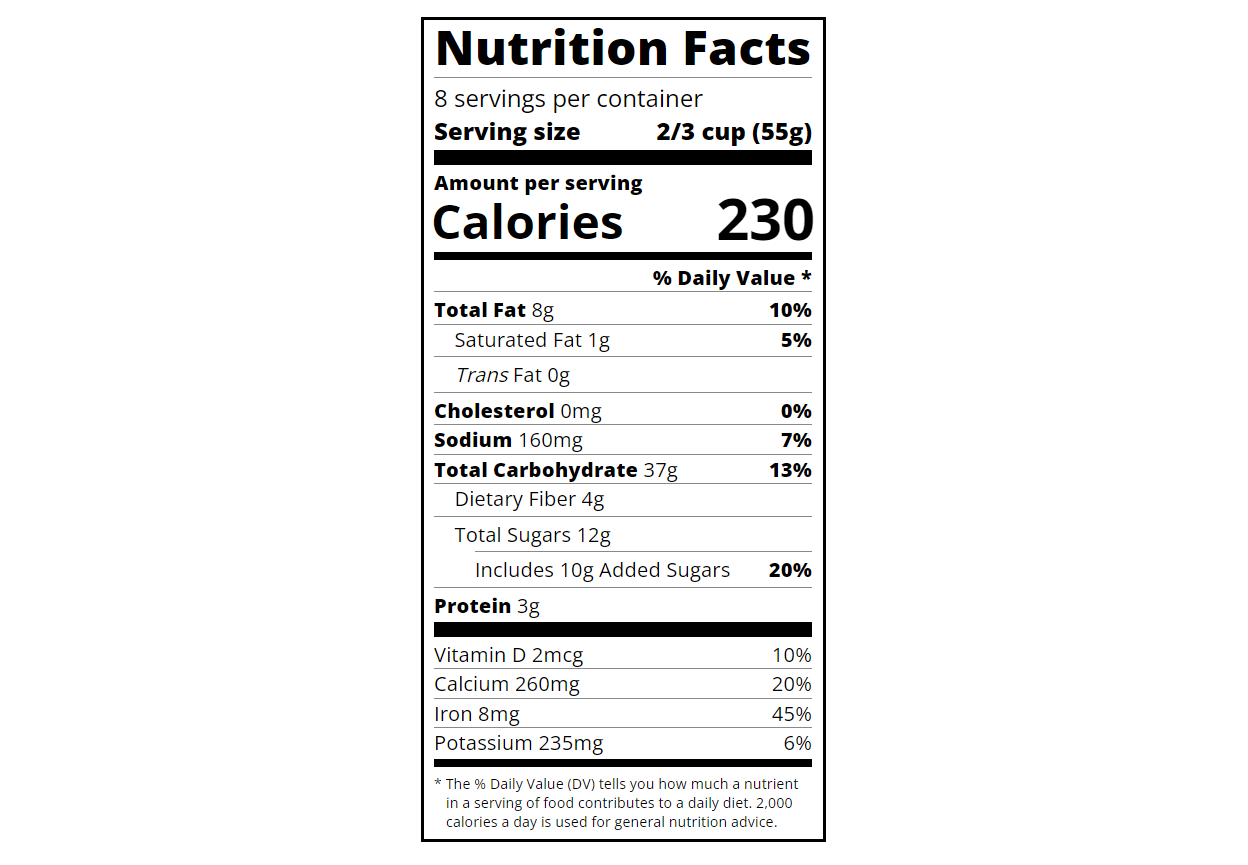 Nutrition Facts
8 servings per container
Serving size 2/3 cup (55g)
Amount per serving
Calories 230
% Daily Value *
Total Fat 8g 10%
Saturated Fat 1g 5%
Trans Fat 0g
Cholesterol 0mg 0%
Sodium 160mg 7%
Total Carbohydrate 37g 13%
Dietary Fiber 4g
Total Sugars 12g
Includes 10g Added Sugars 20%
Protein 3g
Vitamin D 2mcg 10%
Calcium 260mg 20%
Iron 8mg 45%
Potassium 235mg 6%
* The % Daily Value (DV) tells you how much a nutrient
in a serving of food contributes to a daily diet. 2,000
calories a day is used for general nutrition advice.